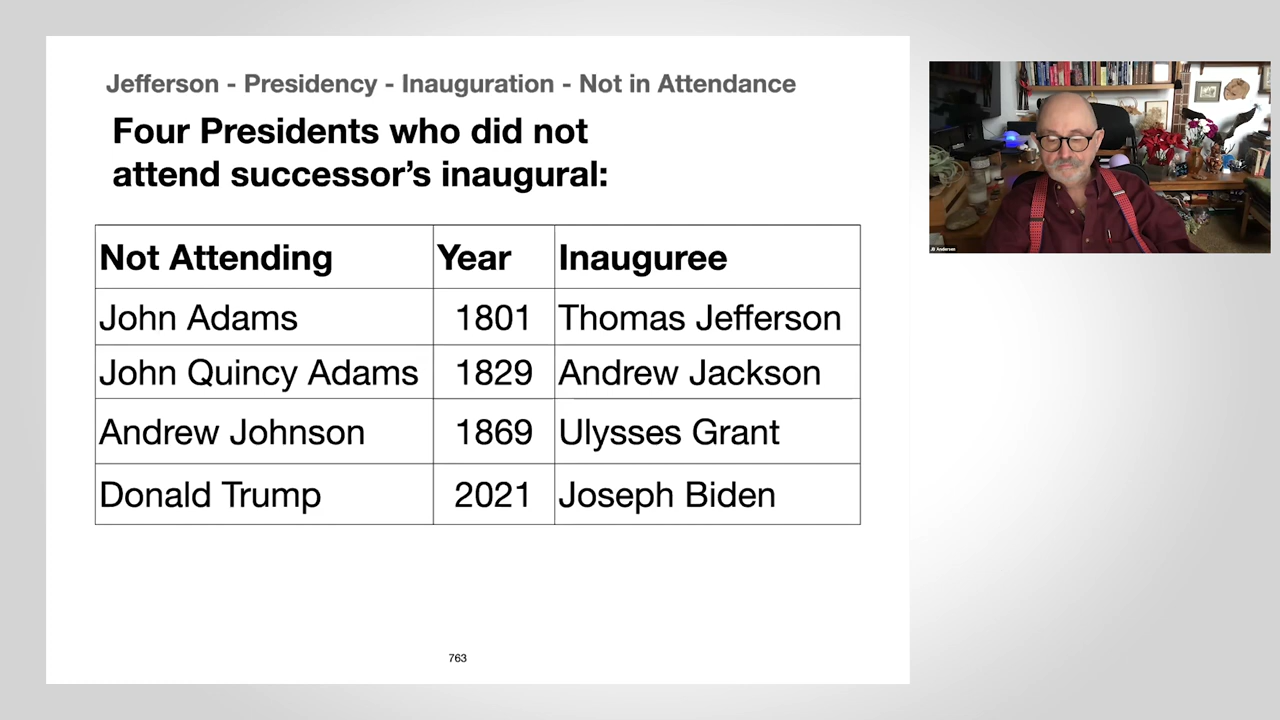 Jefferson - Presidency - Inauguration - Not in Attendance
Four Presidents who did not
attend successor's inaugural:
Not Attending Year Inauguree
John Adams 1801 Thomas Jefferson
John Quincy Adams 1829 Andrew Jackson
Andrew Johnson 1869 Ulysses Grant
Donald Trump 2021 Joseph Biden
763